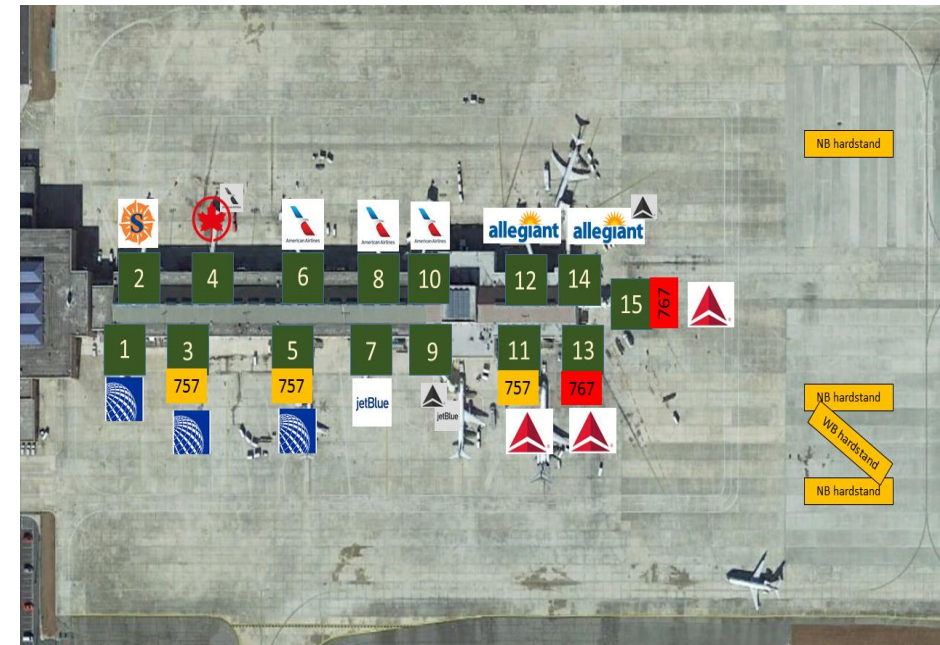 NB hardstand
S
American Airlines
American Airlines
American Airlines
allegiant
allegiant
2
4
6
8
10
12
14
15
767
1
3
5
7
9
11
13
757
757
757
767
jetBlue
jetBlue
NB hardstand
WB hardstand
NB hardstand